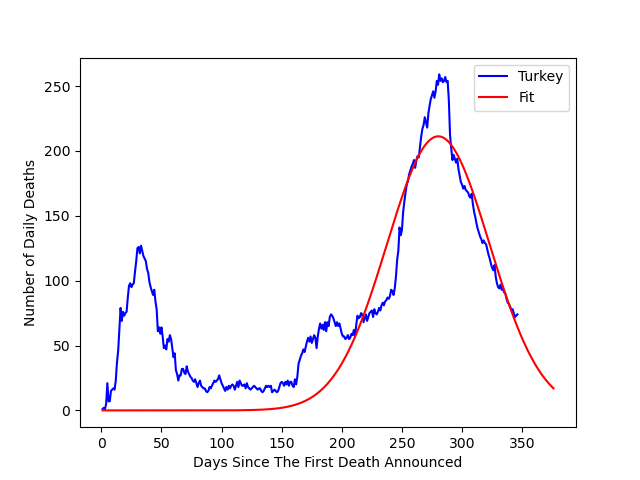 Turkey
Fit
250
200
150
100
50
0
Number of Daily Deaths
0 50 100 150 200 250 300 350
Days Since The First Death Announced